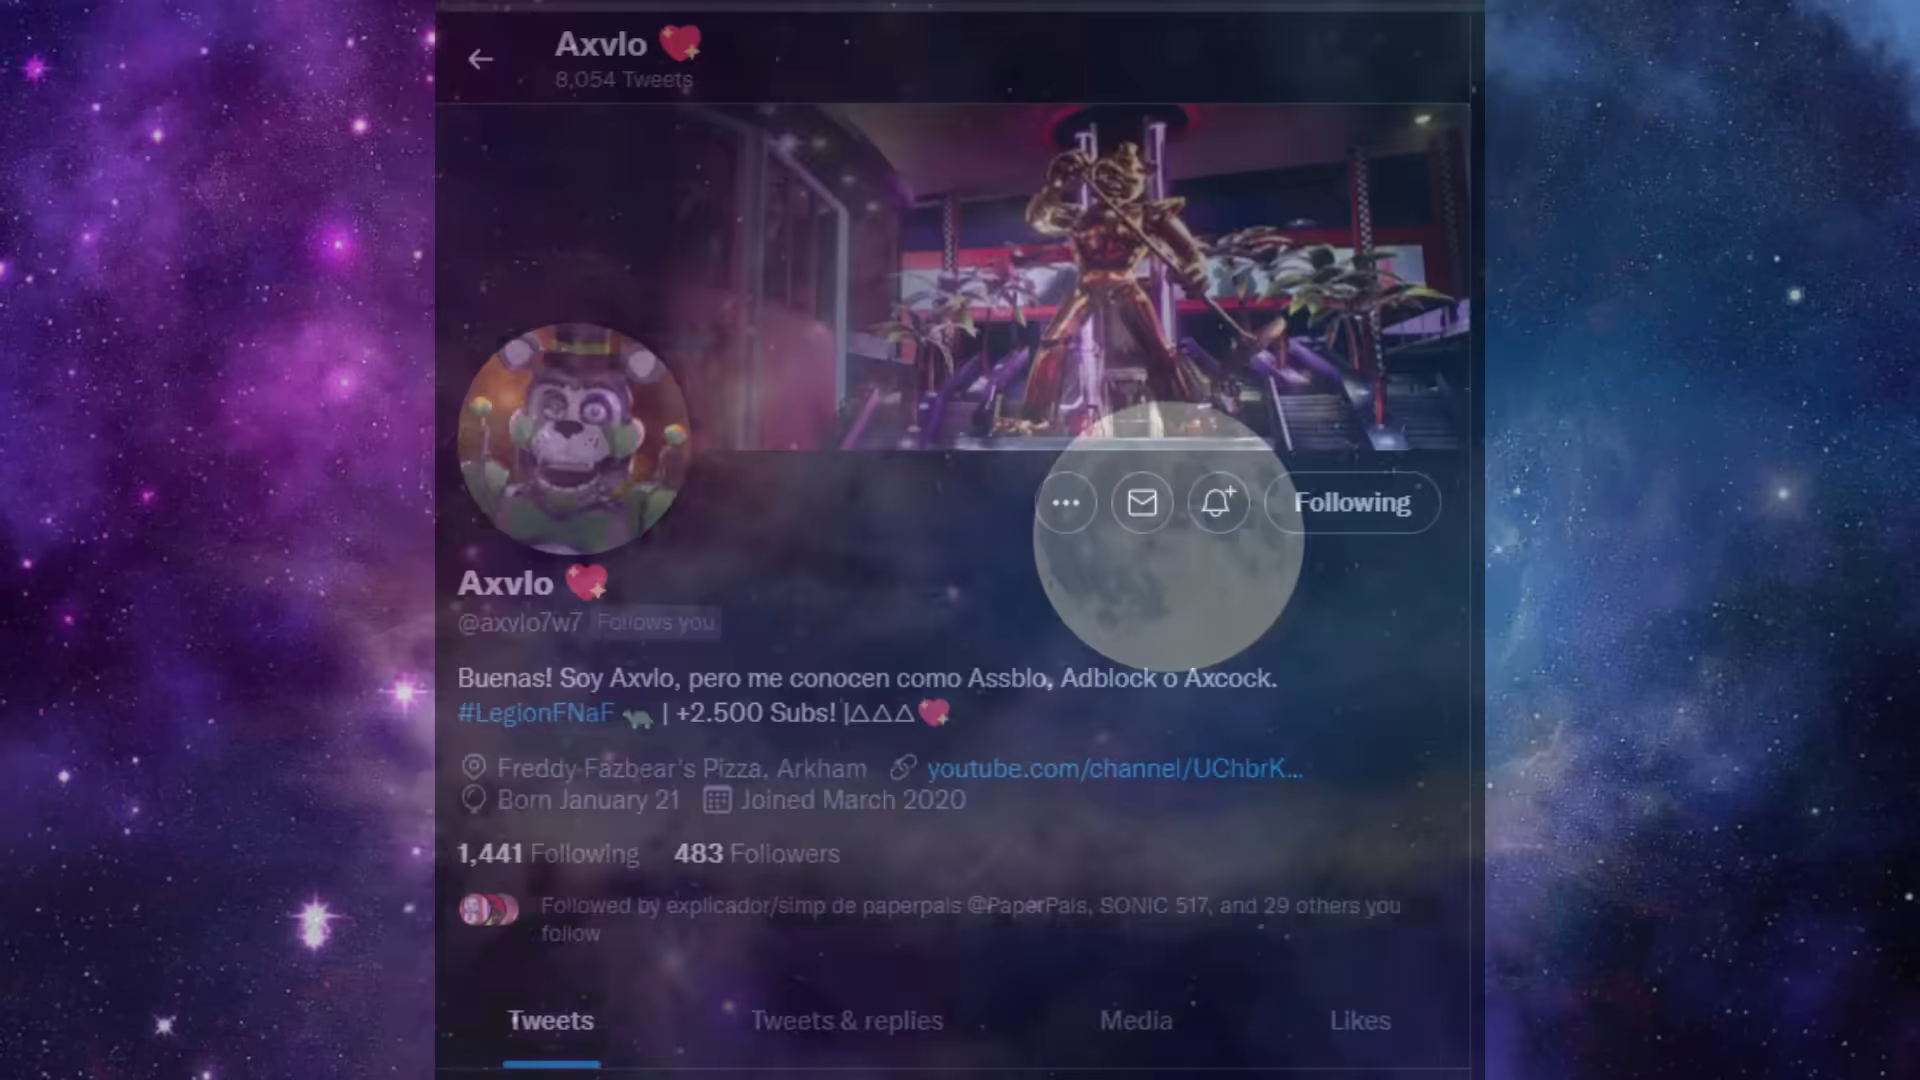 Axvlo 💖
8,054 Tweets
Following
Axvlo 💖
@axvlo7w7 Follows you
Buenas! Soy Axvlo, pero me conocen como Assblo, Adblock o Axcock.
#LegionFNaF 🐢 | +2.500 Subs! |△△△💖
Freddy-Fazbear's Pizza, Arkham youtube.com/channel/UChbrK...
Born January 21 Joined March 2020
1,441 Following 483 Followers
Followed by explicador/simp de paperpals @PaperPals, SONIC 517, and 29 others you
follow
Tweets Tweets & replies Media Likes